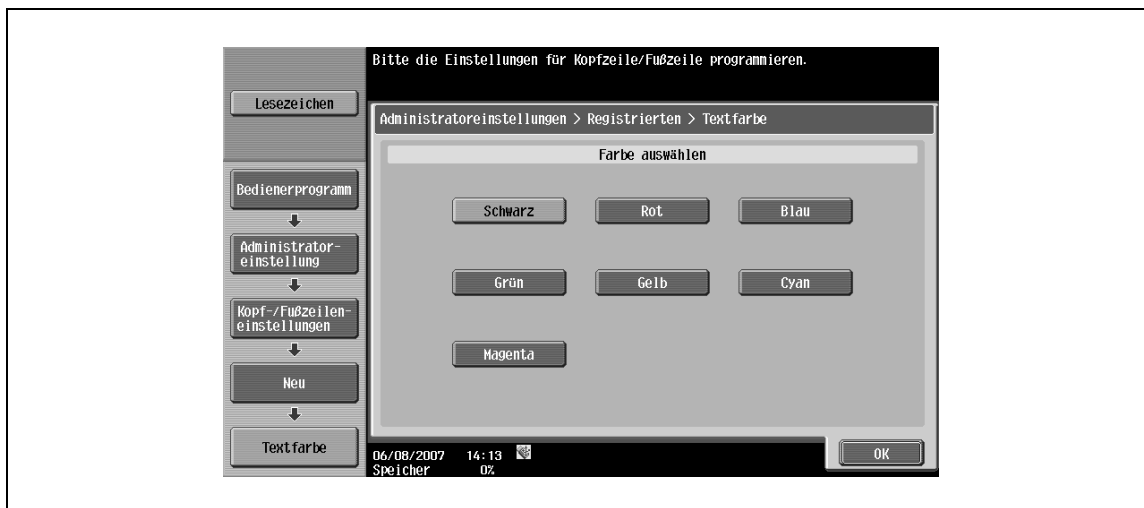 Bitte die Einstellungen für Kopfzeile/Fußzeile programmieren.
Lesezeichen
Administratoreinstellungen > Registrierten > Textfarbe
Farbe auswählen
Bedienerprogramm
Schwarz
Rot
Blau
Administrator-
einstellung
Grün
Gelb
Cyan
Kopf-/Fußzeilen-
einstellungen
Magenta
Neu
Textfarbe
OK
06/08/2007 14:13
Speicher 0%